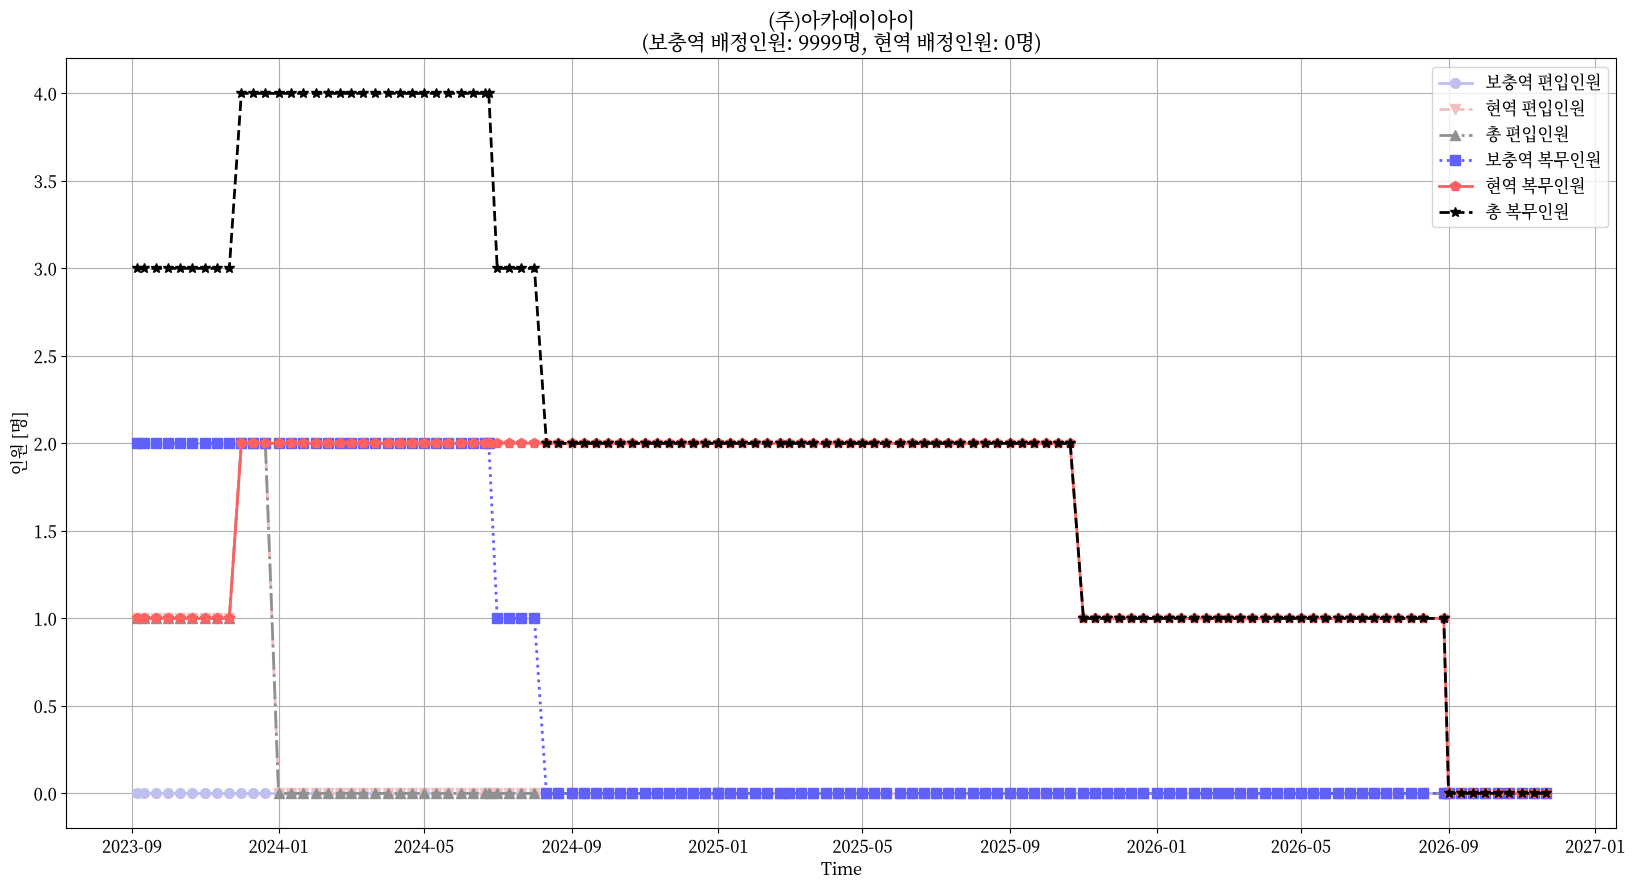 (주)아카에이아이
(보충역 배정인원: 9999명, 현역 배정인원: 0명)
보충역 편입인원
현역 편입인원
총 편입인원
보충역 복무인원
현역 복무인원
총 복무인원
인원 [명]
4.0
3.5
3.0
2.5
2.0
1.5
1.0
0.5
0.0
2023-09
2024-01
2024-05
2024-09
2025-01
2025-05
2025-09
2026-01
2026-05
2026-09
2027-01
Time